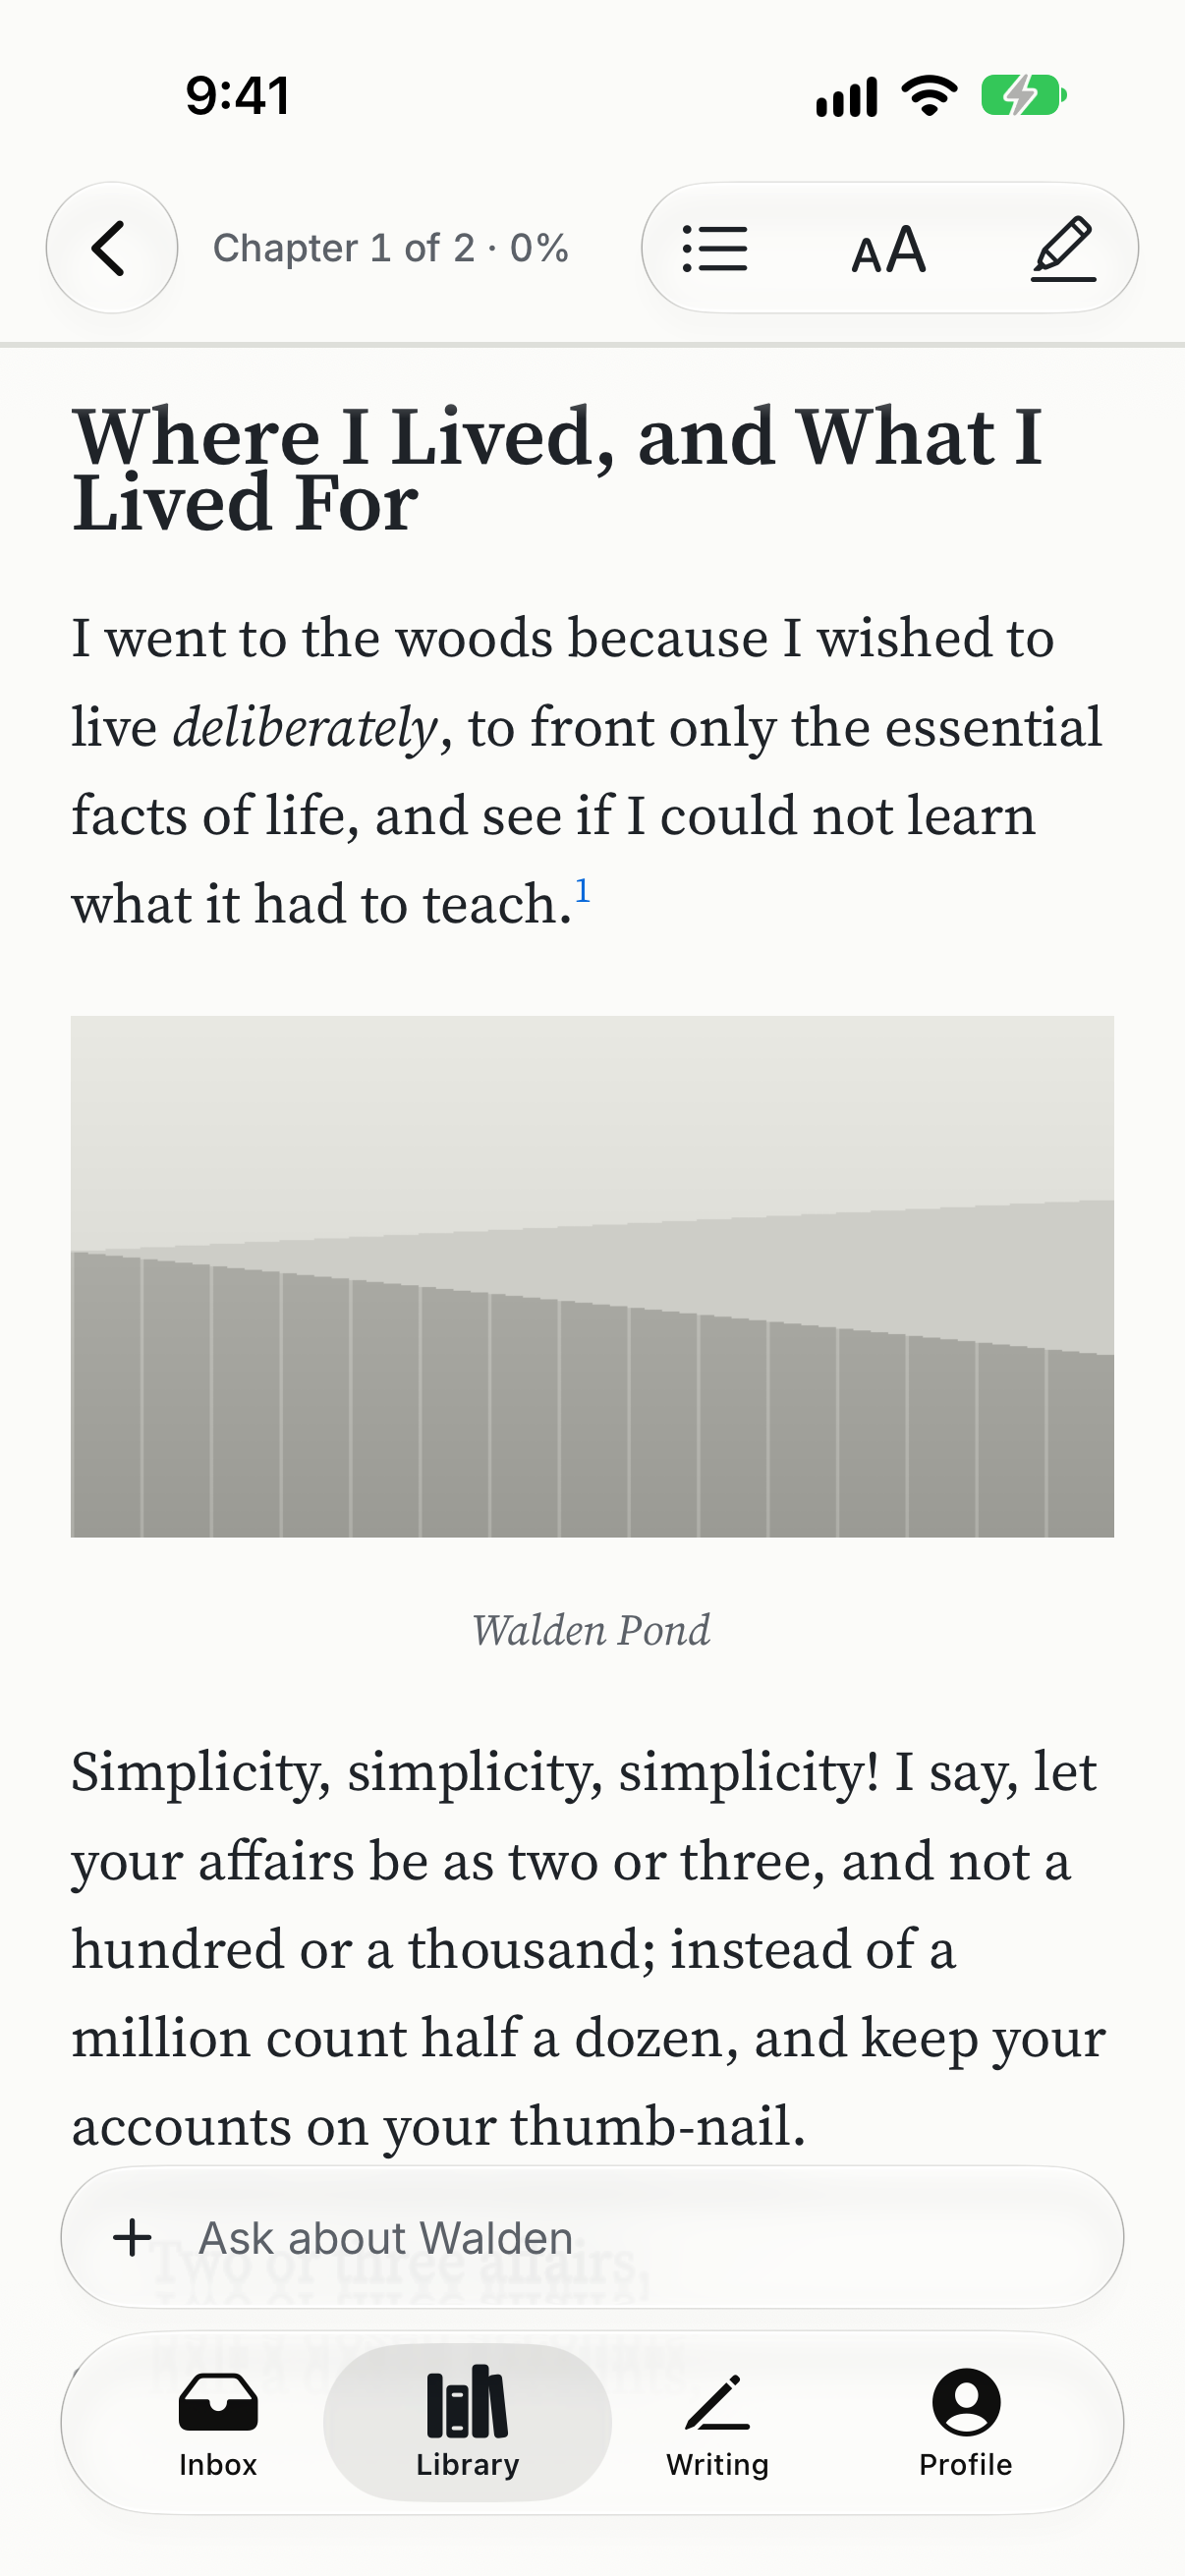 9:41
Chapter 1 of 2 · 0%
AA
Where I Lived, and What I
Lived For
I went to the woods because I wished to
live deliberately, to front only the essential
facts of life, and see if I could not learn
what it had to teach.1
Walden Pond
Simplicity, simplicity, simplicity! I say, let
your affairs be as two or three, and not a
hundred or a thousand; instead of a
million count half a dozen, and keep your
accounts on your thumb-nail.
Ask about Walden
Two or three affairs,
Inbox
Library
Writing
Profile